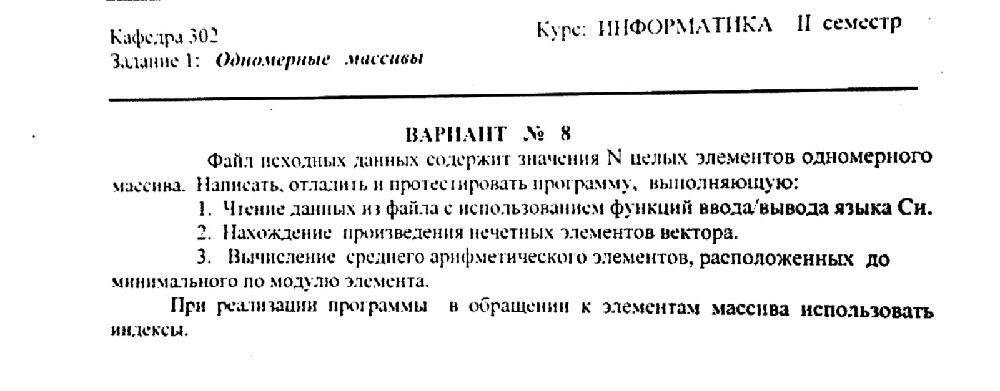 Кафедра 302
Курс: ИНФОРМАТИКА II семестр
Задание 1: Одномерные массивы
ВАРИАНТ № 8
Файл исходных данных содержит значения N целых элементов одномерного
массива. Написать, отладить и протестировать программу, выполняющую:
1. Чтение данных из файла с использованием функций ввода/вывода языка Си.
2. Нахождение произведения нечетных элементов вектора.
3. Вычисление среднего арифметического элементов, расположенных до
минимального по модулю элемента.
При реализации программы в обращении к элементам массива использовать
индексы.